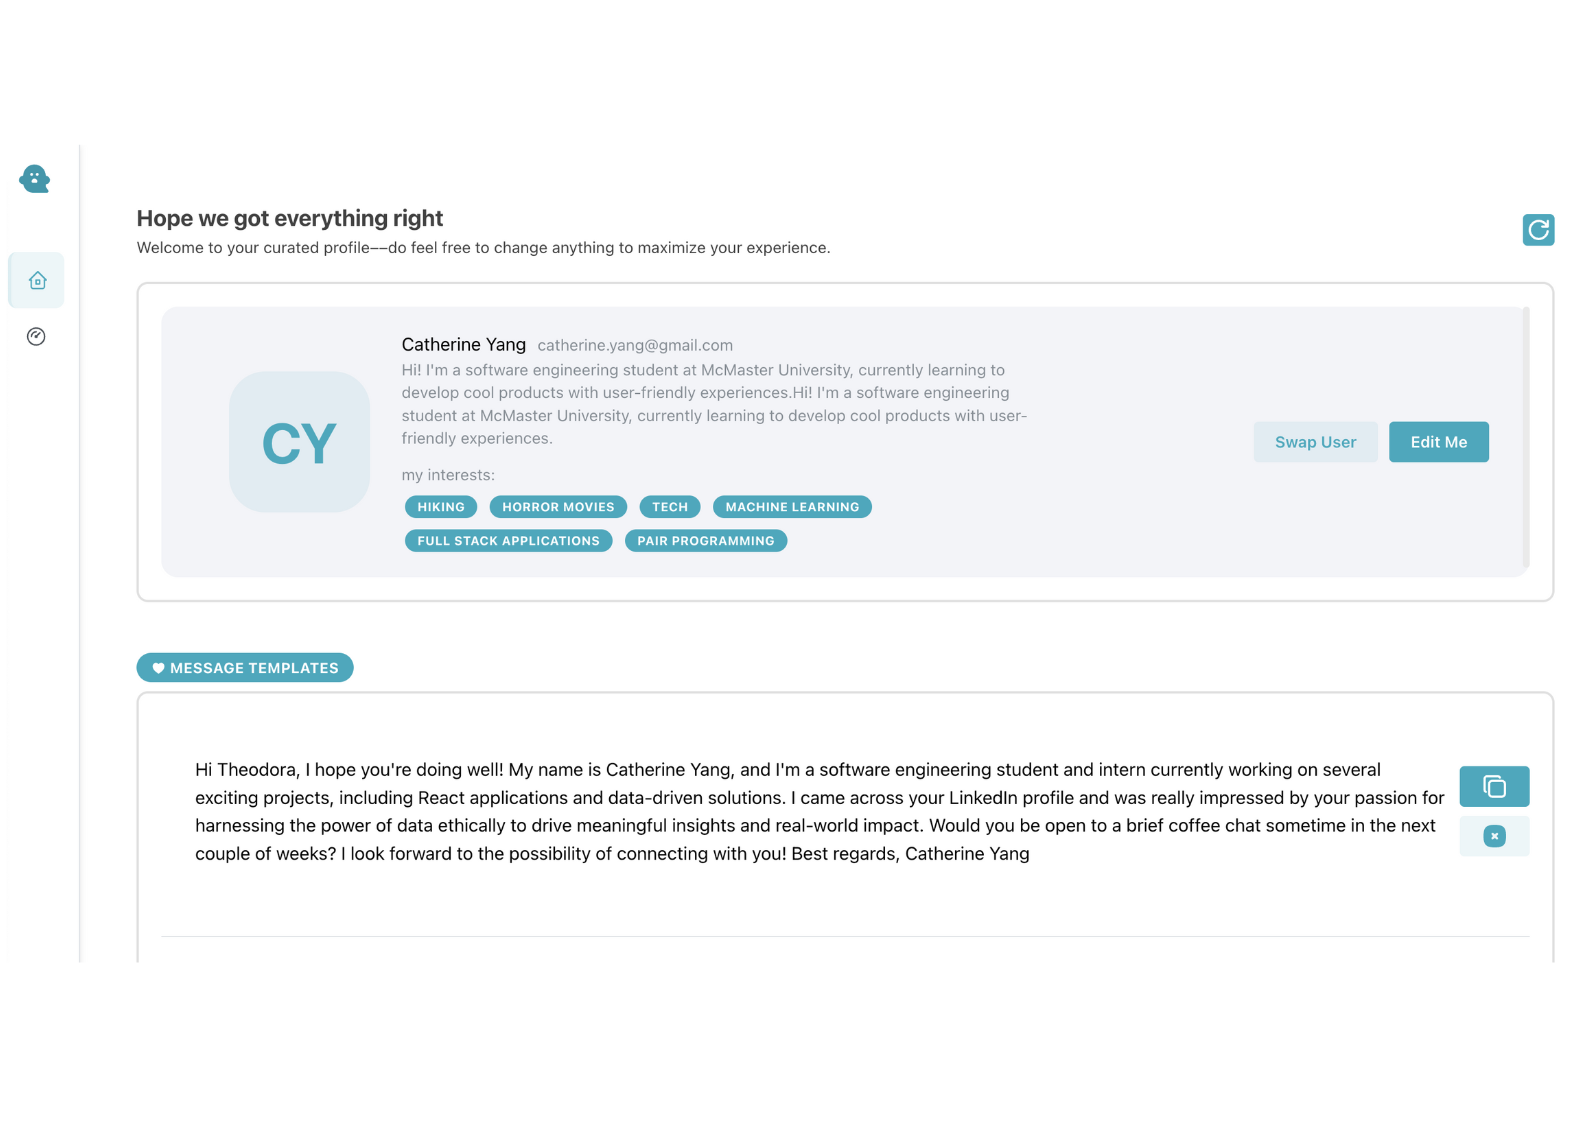 Hope we got everything right
Welcome to your curated profile––do feel free to change anything to maximize your experience.
CY
Catherine Yang catherine.yang@gmail.com
Hi! I'm a software engineering student at McMaster University, currently learning to
develop cool products with user-friendly experiences.Hi! I'm a software engineering
student at McMaster University, currently learning to develop cool products with user-
friendly experiences.
my interests:
HIKING HORROR MOVIES TECH MACHINE LEARNING
FULL STACK APPLICATIONS PAIR PROGRAMMING
Swap User Edit Me
MESSAGE TEMPLATES
Hi Theodora, I hope you're doing well! My name is Catherine Yang, and I'm a software engineering student and intern currently working on several
exciting projects, including React applications and data-driven solutions. I came across your LinkedIn profile and was really impressed by your passion for
harnessing the power of data ethically to drive meaningful insights and real-world impact. Would you be open to a brief coffee chat sometime in the next
couple of weeks? I look forward to the possibility of connecting with you! Best regards, Catherine Yang